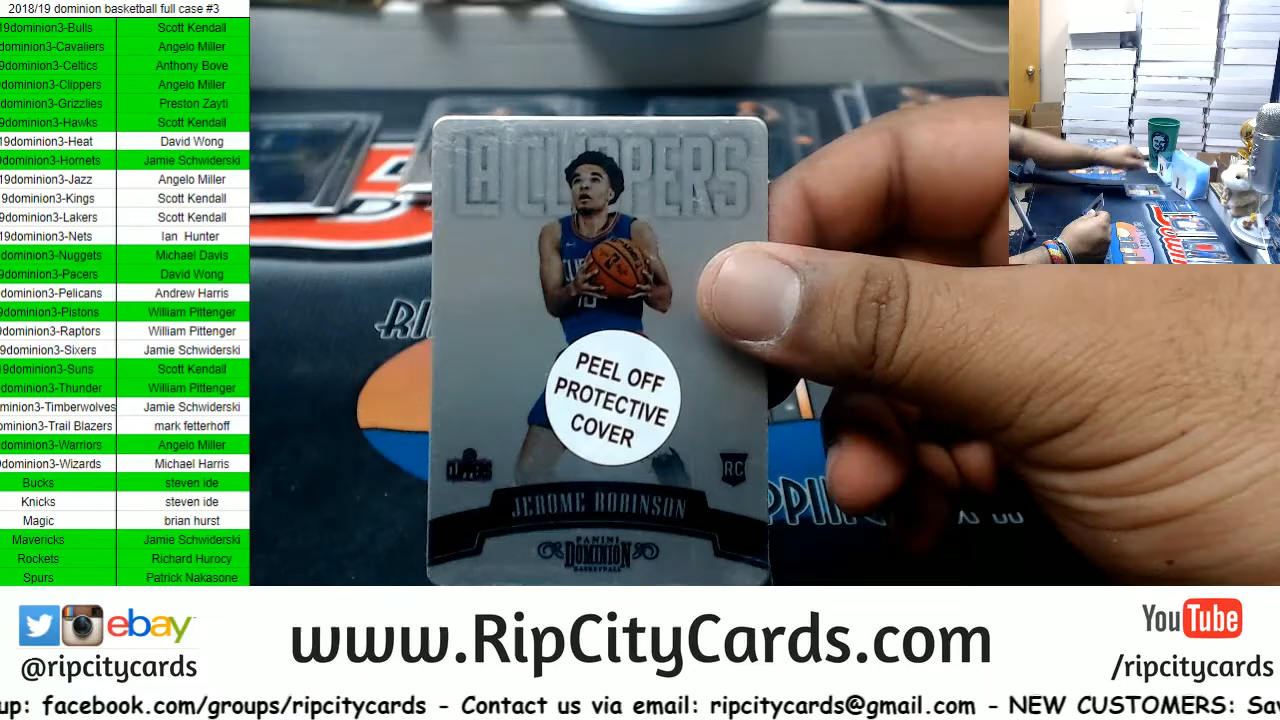 2018/19 dominion basketball full case #3
19dominion3-Bulls Scott Kendall
dominion3-Cavaliers Angelo Miller
9dominion3-Celtics Anthony Bove
dominion3-Clippers Angelo Miller
dominion3-Grizzlies Preston Zayti
9dominion3-Hawks Scott Kendall
19dominion3-Heat David Wong
dominion3-Hornets Jamie Schwiderski
19dominion3-Jazz Angelo Miller
19dominion3-Kings Scott Kendall
9dominion3-Lakers Scott Kendall
19dominion3-Nets Ian Hunter
dominion3-Nuggets Michael Davis
9dominion3-Pacers David Wong
dominion3-Pelicans Andrew Harris
9dominion3-Pistons William Pittenger
dominion3-Raptors William Pittenger
9dominion3-Sixers Jamie Schwiderski
19dominion3-Suns Scott Kendall
dominion3-Thunder William Pittenger
minion3-Timberwolves Jamie Schwiderski
ominion3-Trail Blazers mark fetterhoff
dominion3-Warriors Angelo Miller
9dominion3-Wizards Michael Harris
Bucks steven ide
Knicks steven ide
Magic brian hurst
Mavericks Jamie Schwiderski
Rockets Richard Hurocy
Spurs Patrick Nakasone
LA CLIPPERS
PEEL OFF
PROTECTIVE
COVER
CLIPPERS
RC
JEROME ROBINSON
PANINI
DOMINION
BASKETBALL
ebay
@ripcitycards
www.RipCityCards.com
YouTube
/ripcitycards
up: facebook.com/groups/ripcitycards - Contact us via email: ripcitycards@gmail.com - NEW CUSTOMERS: Sa